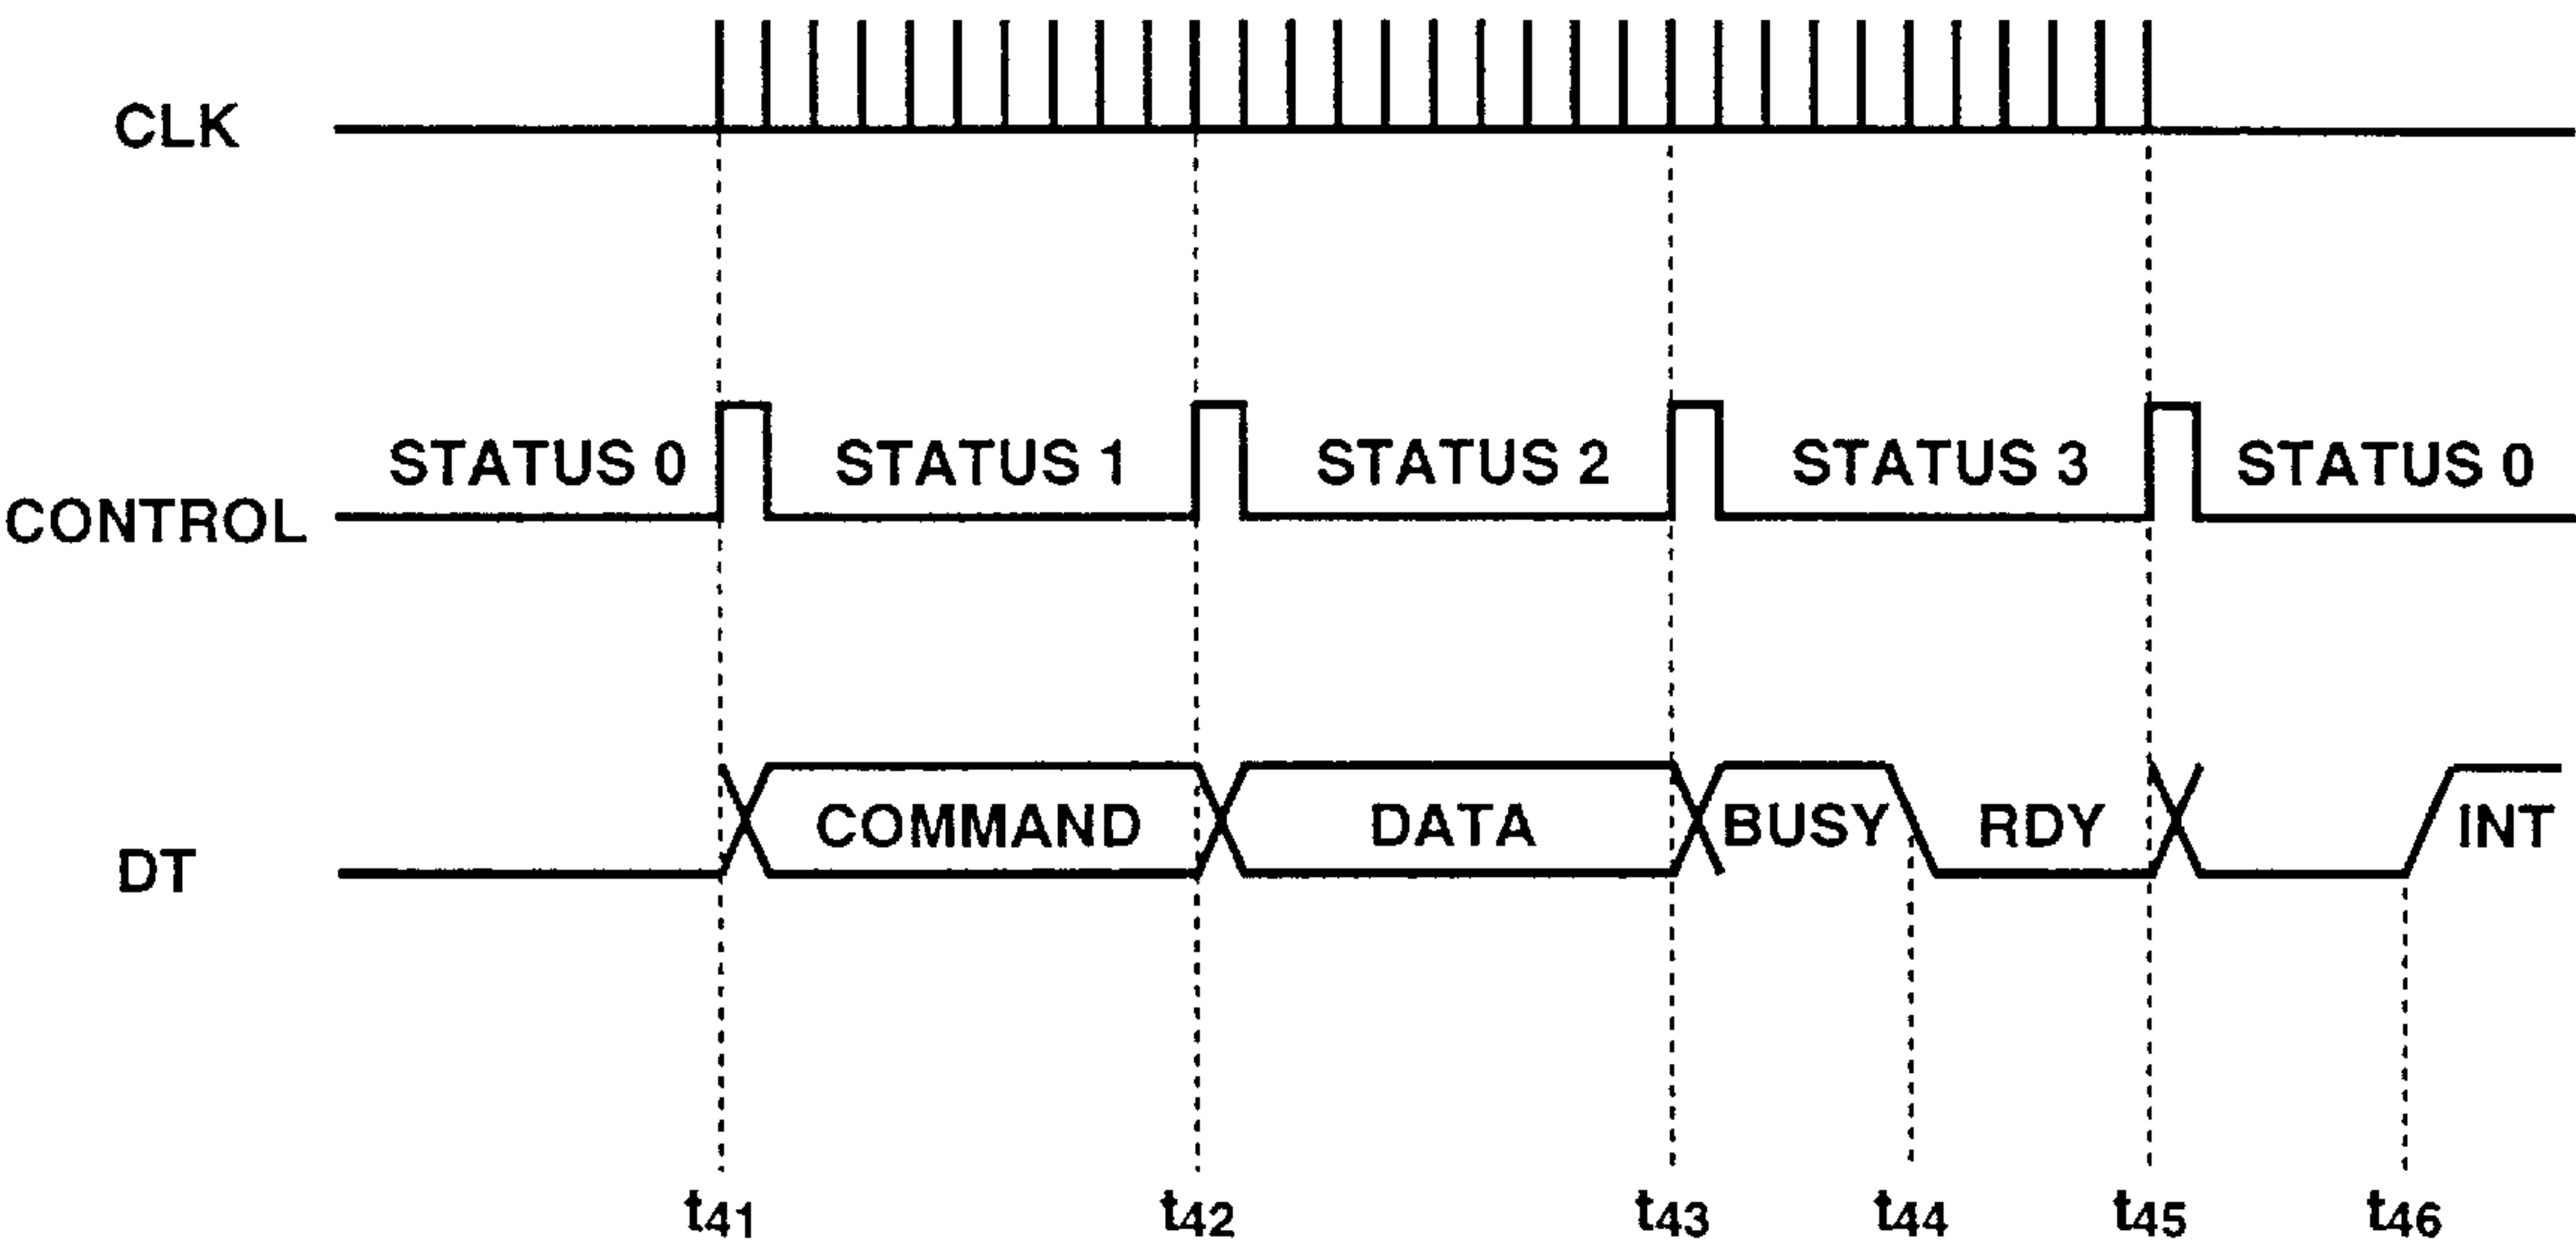 CLK
STATUS 0 STATUS 1 STATUS 2 STATUS 3 STATUS 0
CONTROL
COMMAND DATA BUSY RDY INT
DT
t41 t42 t43 t44 t45 t46